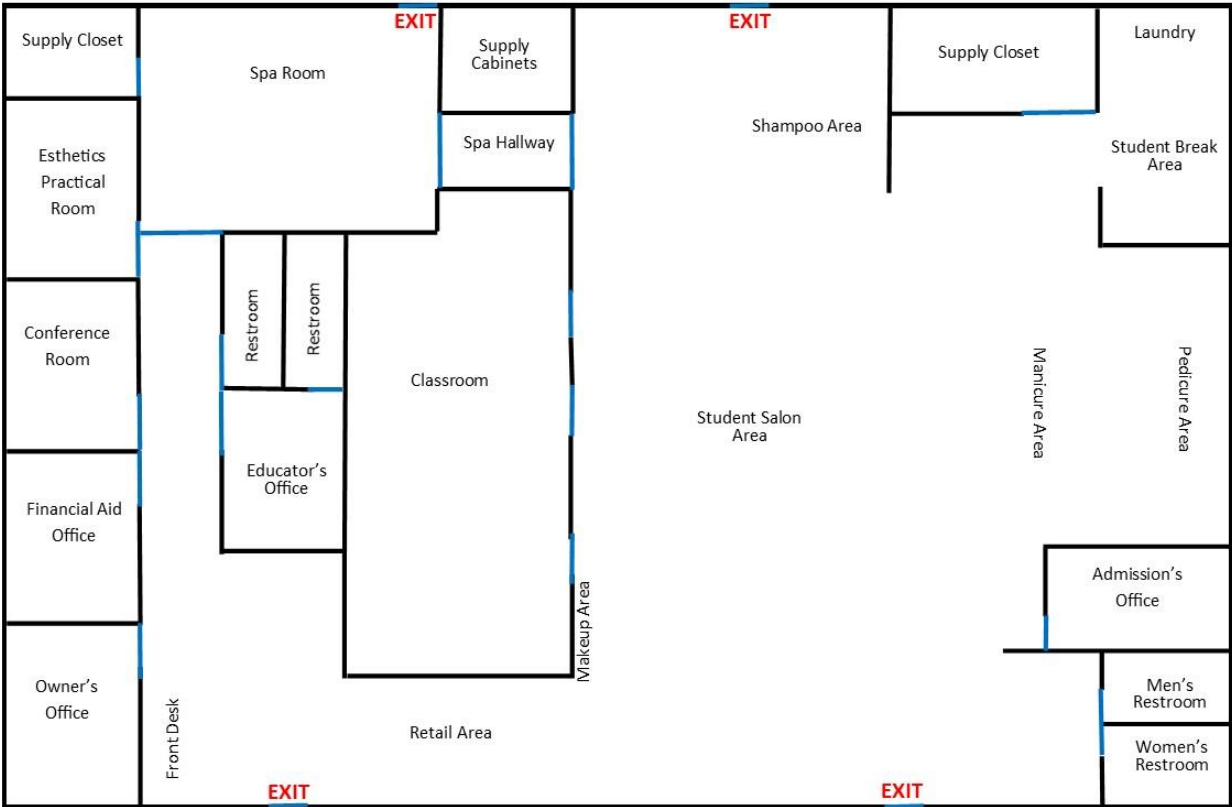 EXIT
EXIT
Supply Closet
Spa Room
Supply
Cabinets
Supply Closet
Laundry
Shampoo Area
Spa Hallway
Student Break
Area
Esthetics
Practical
Room
Restroom
Restroom
Conference
Room
Classroom
Student Salon
Area
Manicure Area
Pedicure Area
Educator's
Office
Financial Aid
Office
Admission's
Office
Makeup Area
Owner's
Office
Front Desk
Retail Area
Men's
Restroom
Women's
Restroom
EXIT
EXIT